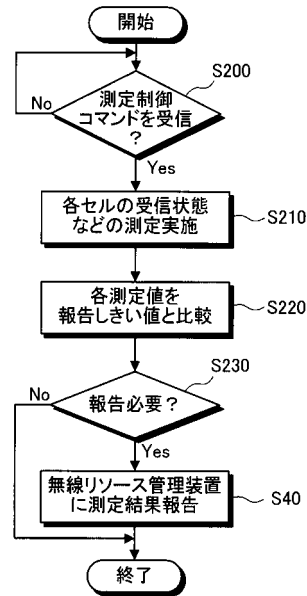 開始
S200
測定制御
コマンドを受信
?
No
Yes
各セルの受信状態
などの測定実施
S210
各測定値を
報告しきい値と比較
S220
S230
報告必要?
No
Yes
無線リソース管理装置
に測定結果報告
S40
終了